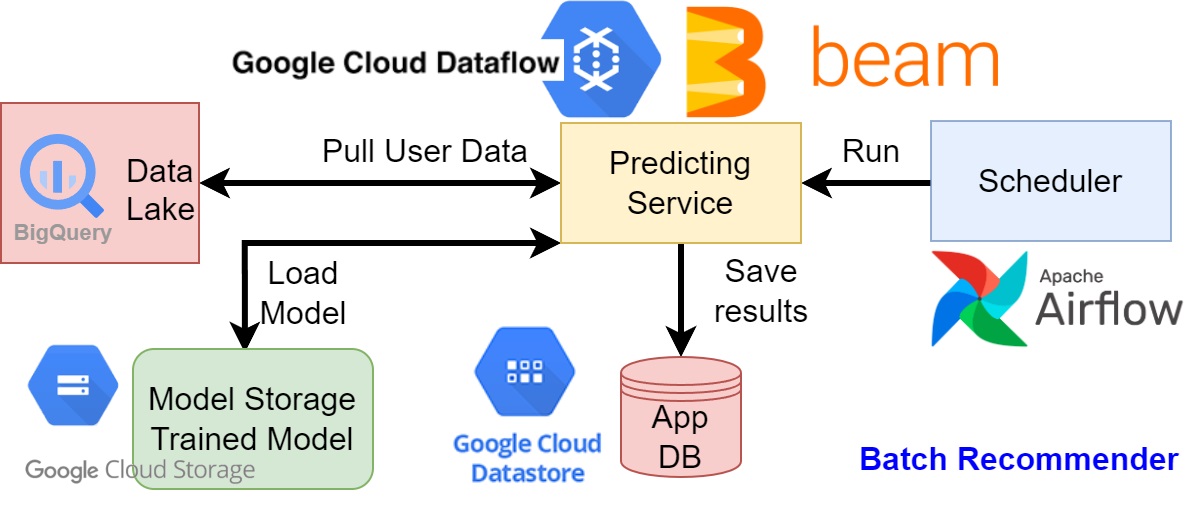 Google Cloud Dataflow
beam
Pull User Data
Run
Data
Lake
BigQuery
Predicting
Service
Scheduler
Load
Model
Save
results
Apache
Airflow
Model Storage
Trained Model
Google Cloud Storage
Google Cloud
Datastore
App
DB
Batch Recommender